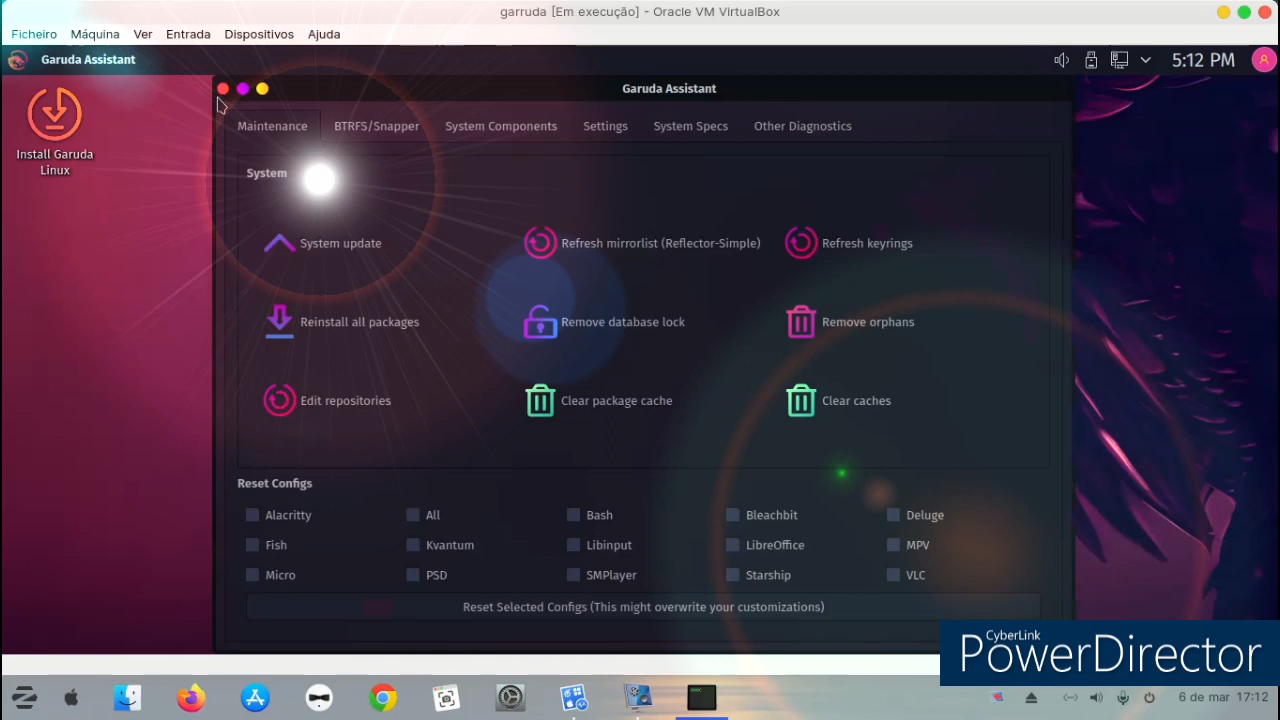 garruda [Em execução] - Oracle VM VirtualBox
Ficheiro Máquina Ver Entrada Dispositivos Ajuda
Garuda Assistant 5:12 PM
Install Garuda
Linux
Garuda Assistant
Maintenance BTRFS/Snapper System Components Settings System Specs Other Diagnostics
System
System update Refresh mirrorlist (Reflector-Simple) Refresh keyrings
Reinstall all packages Remove database lock Remove orphans
Edit repositories Clear package cache Clear caches
Reset Configs
Alacritty All Bash Bleachbit Deluge
Fish Kvantum Libinput LibreOffice MPV
Micro PSD SMPlayer Starship VLC
Reset Selected Configs (This might overwrite your customizations)
CyberLink
PowerDirector
6 de mar 17:12